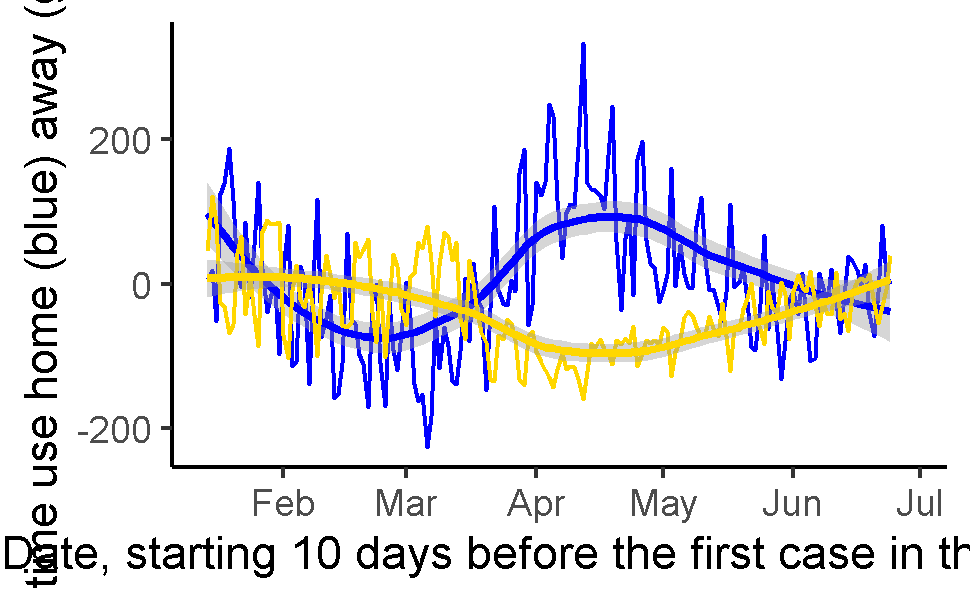 time use home (blue) away (
200
0
-200
Feb Mar Apr May Jun Jul
Date, starting 10 days before the first case in th